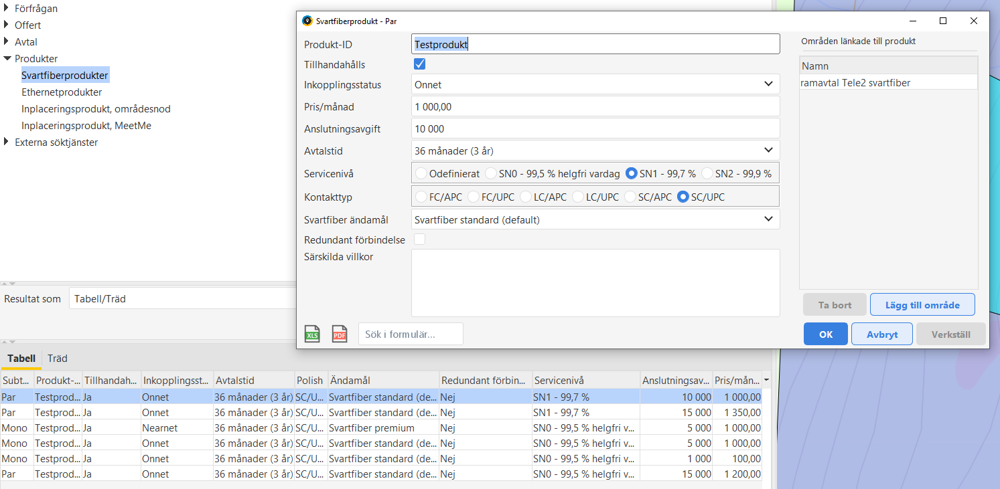 Förfrågan
Offert
Avtal
Produkter
Svartfiberprodukter
Ethernetprodukter
Inplaceringsprodukt, områdesnod
Inplaceringsprodukt, MeetMe
Externa söktjänster
Resultat som Tabell/Träd
Svartfiberprodukt - Par
Produkt-ID Testprodukt
Tillhandahålls
Inkopplingsstatus Onnet
Pris/månad 1 000,00
Anslutningsavgift 10 000
Avtalstid 36 månader (3 år)
Servicenivå Odefinierat SN0 - 99,5 % helgfri vardag SN1 - 99,7 % SN2 - 99,9 %
Kontakttyp FC/APC FC/UPC LC/APC LC/UPC SC/APC SC/UPC
Svartfiber ändamål Svartfiber standard (default)
Redundant förbindelse
Särskilda villkor
XLS PDF Sök i formulär...
Områden länkade till produkt
Namn
ramavtal Tele2 svartfiber
Ta bort Lägg till område
OK Avbryt Verkställ
Tabell Träd
Subt... Produkt-... Tillhandah... Inkopplingsst... Avtalstid Polish Ändamål Redundant förbin... Servicenivå Anslutningsav... Pris/mån...
Par Testprod... Ja Onnet 36 månader (3 år) SC/U... Svartfiber standard (de... Nej SN1 - 99,7 % 10 000 1 000,00
Par Testprod... Ja Onnet 36 månader (3 år) SC/U... Svartfiber standard (de... Nej SN1 - 99,7 % 15 000 1 350,00
Mono Testprod... Ja Nearnet 36 månader (3 år) SC/U... Svartfiber premium Nej SN0 - 99,5 % helgfri v... 5 000 1 000,00
Mono Testprod... Ja Onnet 36 månader (3 år) SC/U... Svartfiber standard (de... Nej SN0 - 99,5 % helgfri v... 5 000 1 000,00
Mono Testprod... Ja Onnet 36 månader (3 år) SC/U... Svartfiber standard (de... Nej SN0 - 99,5 % helgfri v... 1 000 100,00
Par Testprod... Ja Onnet 36 månader (3 år) SC/U... Svartfiber standard (de... Nej SN0 - 99,5 % helgfri v... 15 000 1 200,00